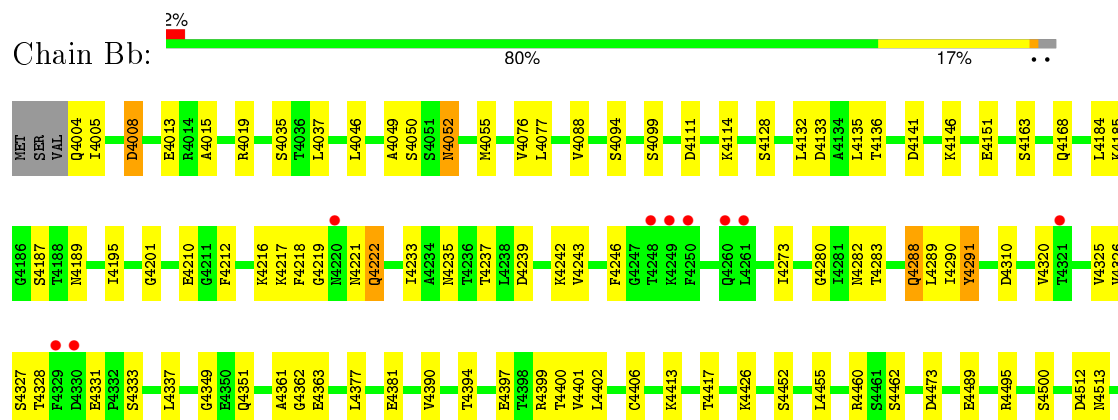 2%
Chain Bb:
80% 17% • •
MET SER VAL Q4004 I4005 D4008 E4013 R4014 A4015 R4019 S4035 T4036 L4037 L4046 A4049 S4050 S4051 N4052 M4055 V4076 L4077 V4088 S4094 S4099 D4111 K4114 S4128 L4132 D4133 A4134 L4135 T4136 D4141 K4146 E4151 S4163 Q4168 L4184 K4185
G4186 S4187 T4188 N4189 I4195 G4201 E4210 G4211 F4212 K4216 K4217 F4218 G4219 N4220 N4221 Q4222 I4233 A4234 N4235 T4236 T4237 L4238 D4239 K4242 V4243 F4246 G4247 T4248 K4249 F4250 Q4260 L4261 I4273 G4280 I4281 N4282 T4283 Q4288 L4289 I4290 Y4291 D4310 V4320 T4321 V4325 V4326
S4327 T4328 F4329 D4330 E4331 P4332 S4333 L4337 G4349 E4350 Q4351 A4361 G4362 E4363 L4377 E4381 V4390 T4394 E4397 T4398 R4399 T4400 V4401 L4402 C4406 K4413 T4417 K4426 S4452 L4455 R4460 S4461 S4462 D4473 E4489 R4495 S4500 D4512 N4513